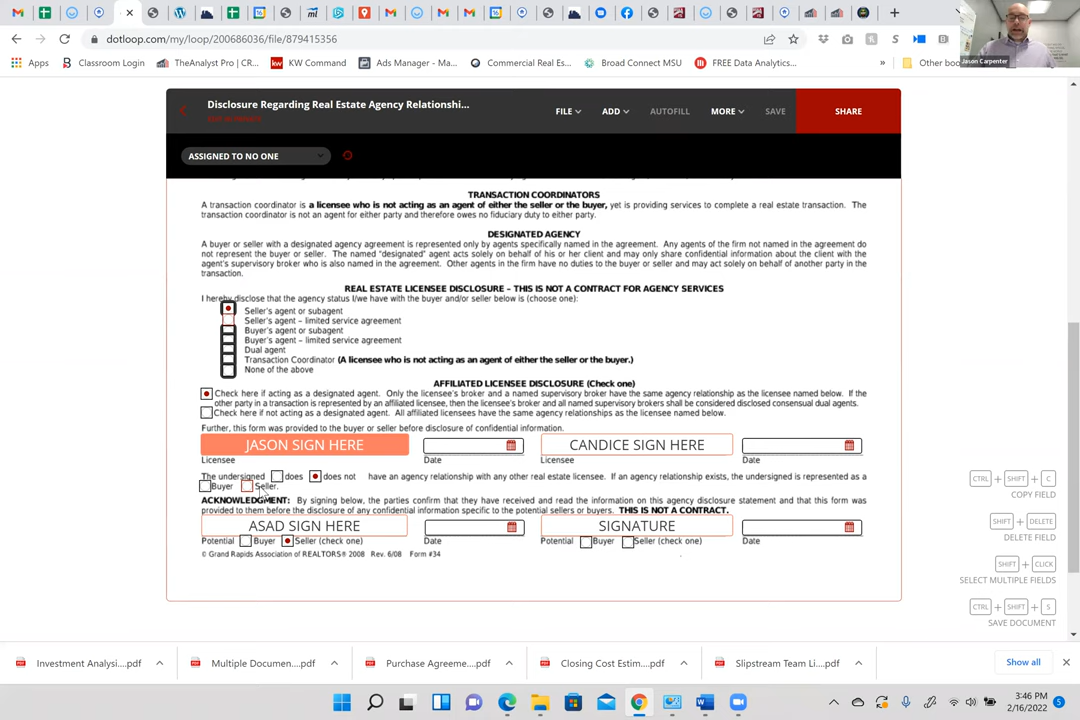 dotloop.com/my/loop/200686036/file/879415356
Apps
Classroom Login
TheAnalyst Pro | CR...
KW Command
Ads Manager - Ma...
Commercial Real Es...
Broad Connect MSU
FREE Data Analytics...
»
Other boo
Jason Carpenter
Disclosure Regarding Real Estate Agency Relationshi...
FILE
ADD
AUTOFILL
MORE
SAVE
SHARE
ASSIGNED TO NO ONE
TRANSACTION COORDINATORS
A transaction coordinator is a licensee who is not acting as an agent of either the seller or the buyer, yet is providing services to complete a real estate transaction. The
transaction coordinator is not an agent for either party and therefore owes no fiduciary duty to either party.
DESIGNATED AGENCY
A buyer or seller with a designated agency agreement is represented only by agents specifically named in the agreement. Any agents of the firm not named in the agreement do
not represent the buyer or seller. The named "designated" agent acts solely on behalf of his or her client and may only share confidential information about the client with the
agent's supervisory broker who is also named in the agreement. Other agents in the firm have no duties to the buyer or seller and may act solely on behalf of another party in the
transaction.
REAL ESTATE LICENSEE DISCLOSURE – THIS IS NOT A CONTRACT FOR AGENCY SERVICES
I hereby disclose that the agency status I/we have with the buyer and/or seller below is (choose one):
Seller's agent or subagent
Seller's agent – limited service agreement
Buyer's agent or subagent
Buyer's agent – limited service agreement
Dual agent
Transaction Coordinator (A licensee who is not acting as an agent of either the seller or the buyer.)
None of the above
AFFILIATED LICENSEE DISCLOSURE (Check one)
Check here if acting as a designated agent. Only the licensee's broker and a named supervisory broker have the same agency relationship as the licensee named below. If the
other party in a transaction is represented by an affiliated licensee, then the licensee's broker and all named supervisory brokers shall be considered disclosed consensual dual agents.
Check here if not acting as a designated agent. All affiliated licensees have the same agency relationships as the licensee named below.
Further, this form was provided to the buyer or seller before disclosure of confidential information.
JASON SIGN HERE
CANDICE SIGN HERE
Licensee
Date
Licensee
Date
The undersigned does does not have an agency relationship with any other real estate licensee. If an agency relationship exists, the undersigned is represented as a
Buyer Seller.
ACKNOWLEDGMENT: By signing below, the parties confirm that they have received and read the information on this agency disclosure statement and that this form was
provided to them before the disclosure of any confidential information specific to the potential sellers or buyers. THIS IS NOT A CONTRACT.
ASAD SIGN HERE
SIGNATURE
Potential Buyer Seller (check one)
Date
Potential Buyer Seller (check one)
Date
© Grand Rapids Association of REALTORS® 2008 Rev. 6/08 Form #34
CTRL + SHIFT + C
COPY FIELD
SHIFT + DELETE
DELETE FIELD
SHIFT + CLICK
SELECT MULTIPLE FIELDS
CTRL + SHIFT + S
SAVE DOCUMENT
Investment Analysi....pdf
Multiple Documen....pdf
Purchase Agreeme....pdf
Closing Cost Estim....pdf
Slipstream Team Li....pdf
Show all
3:46 PM
2/16/2022